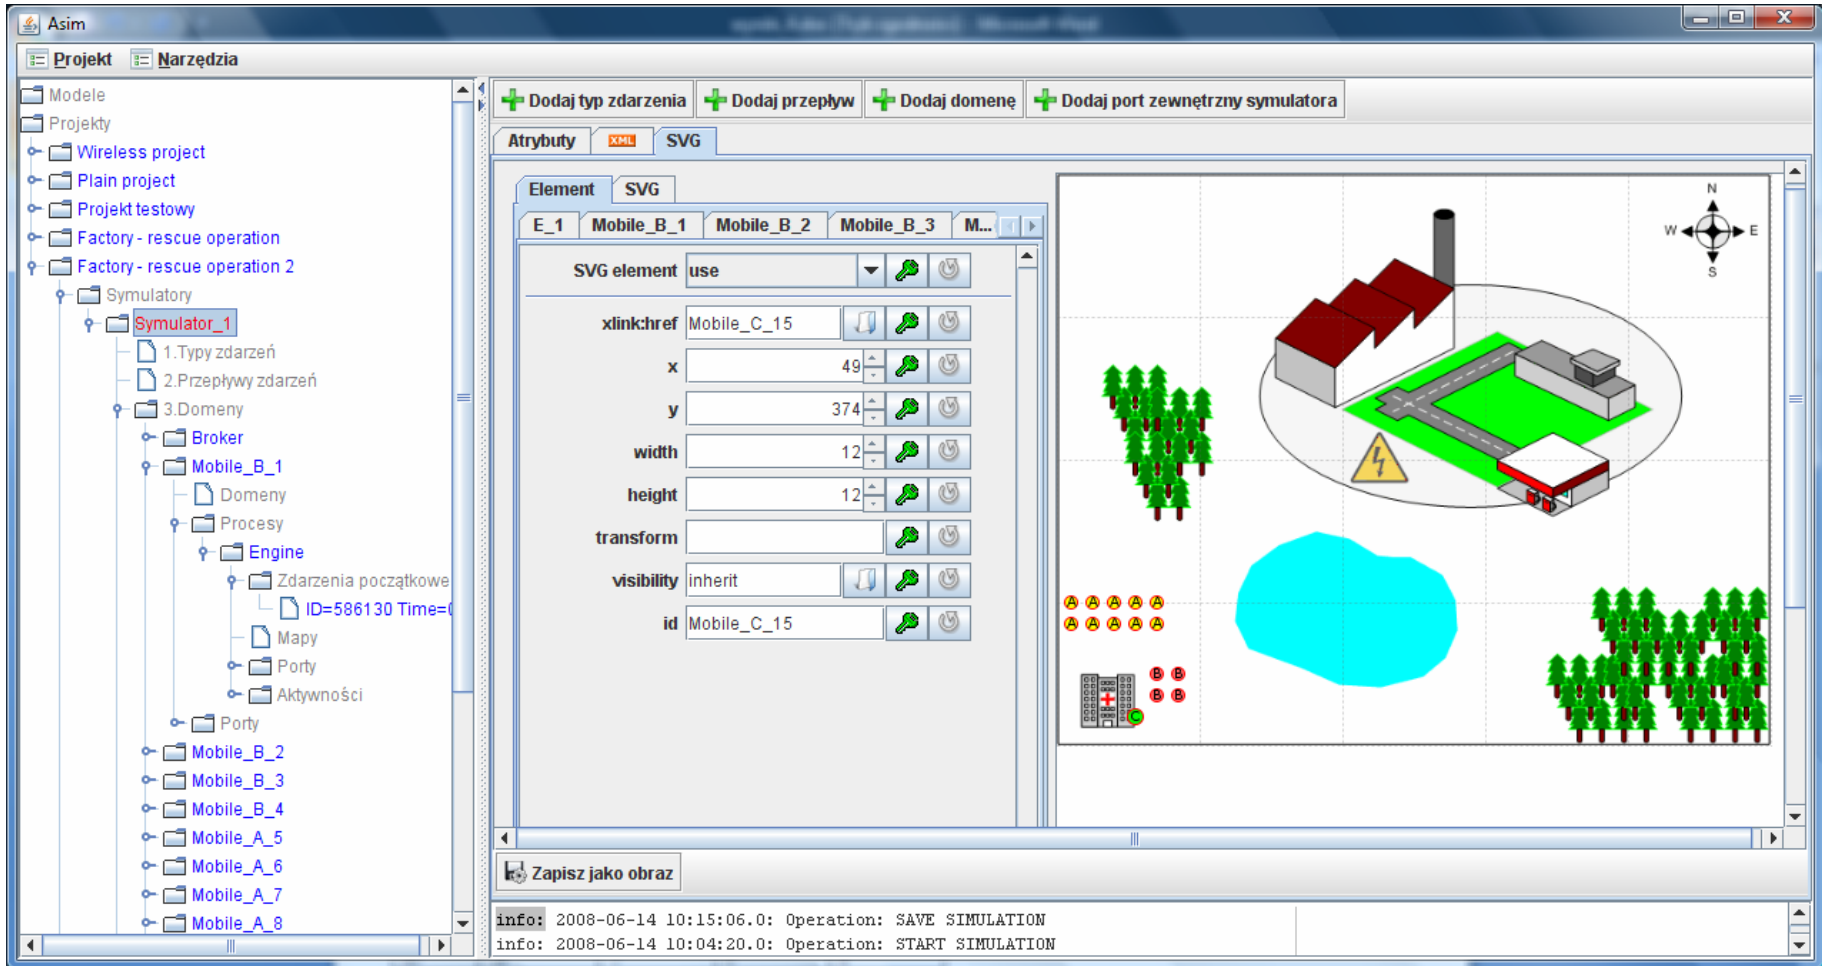 Asim
Projekt Narzędzia
Modele
Projekty
Wireless project
Plain project
Projekt testowy
Factory - rescue operation
Factory - rescue operation 2
Symulatory
Symulator_1
1.Typy zdarzeń
2.Przepływy zdarzeń
3.Domeny
Broker
Mobile_B_1
Domeny
Procesy
Engine
Zdarzenia początkowe
ID=586130 Time=0
Mapy
Porty
Aktywności
Porty
Mobile_B_2
Mobile_B_3
Mobile_B_4
Mobile_A_5
Mobile_A_6
Mobile_A_7
Mobile_A_8
Dodaj typ zdarzenia Dodaj przepływ Dodaj domenę Dodaj port zewnętrzny symulatora
Atrybuty XML SVG
Element SVG
E_1 Mobile_B_1 Mobile_B_2 Mobile_B_3 M...
SVG element use
xlink:href Mobile_C_15
x 49
y 374
width 12
height 12
transform
visibility inherit
id Mobile_C_15
N
W E
S
A A A A A
A A A A A
B B
B B
C
Zapisz jako obraz
info: 2008-06-14 10:15:06.0: Operation: SAVE SIMULATION
info: 2008-06-14 10:04:20.0: Operation: START SIMULATION